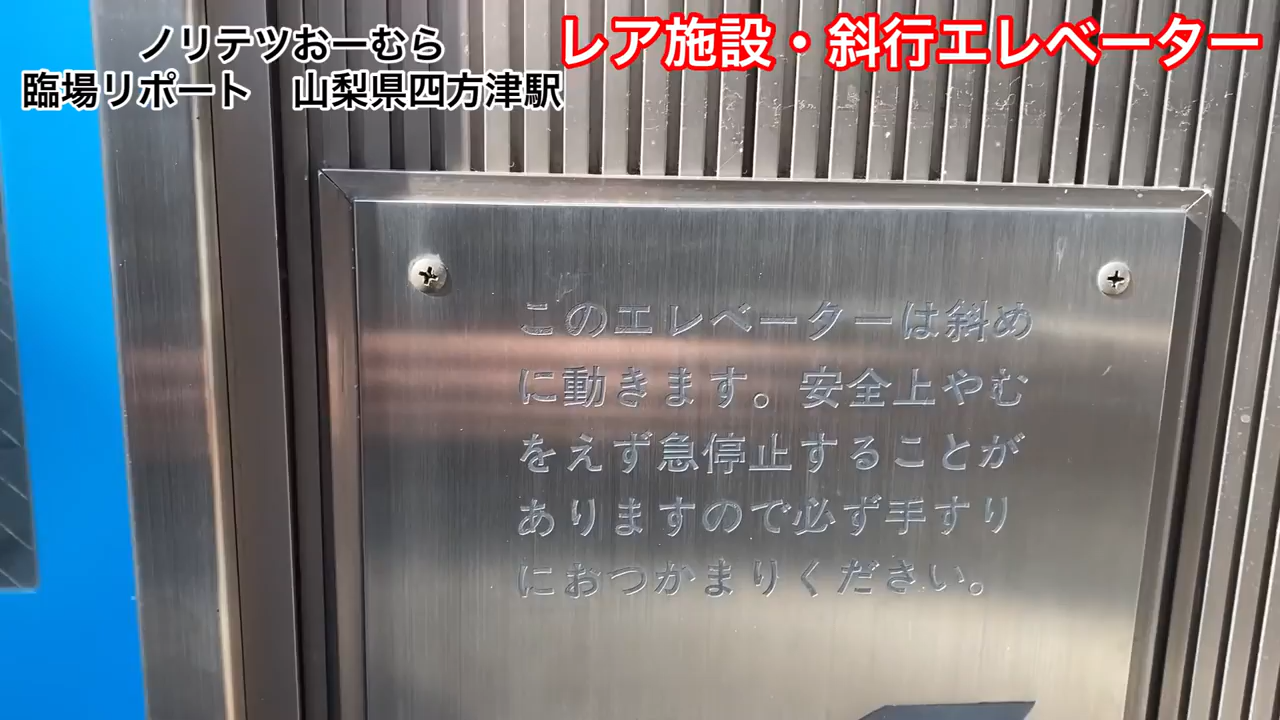 ノリテツおーむら
臨場リポート　山梨県四方津駅
レア施設・斜行エレベーター
このエレベーターは斜め
に動きます。安全上やむ
をえず急停止することが
ありますので必ず手すり
におつかまりください。